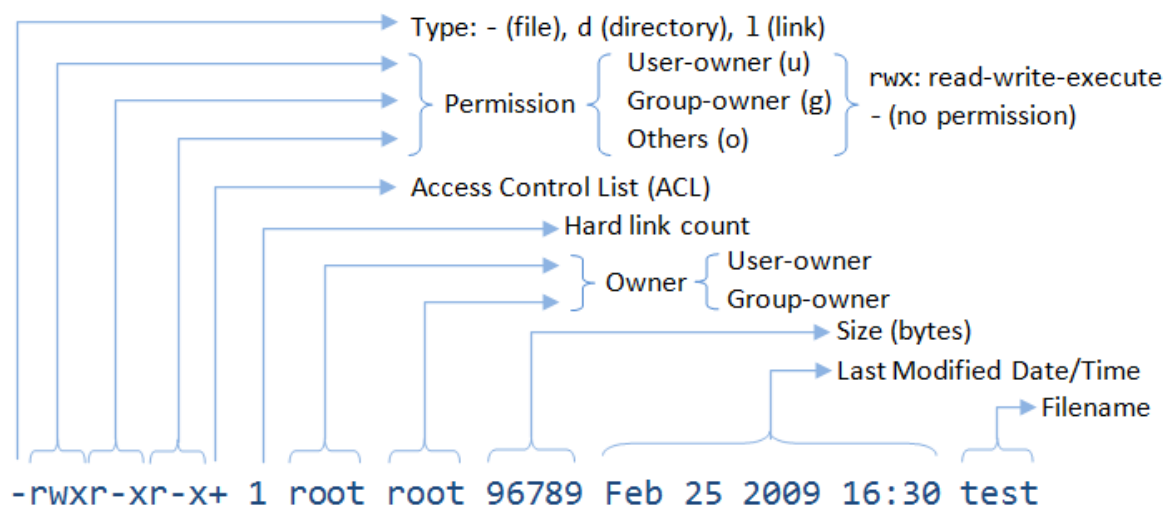 Type: - (file), d (directory), l (link)
User-owner (u)
rwx: read-write-execute
Permission
Group-owner (g)
- (no permission)
Others (o)
Access Control List (ACL)
Hard link count
User-owner
Owner
Group-owner
Size (bytes)
Last Modified Date/Time
Filename
-rwxr-xr-x+ 1 root root 96789 Feb 25 2009 16:30 test